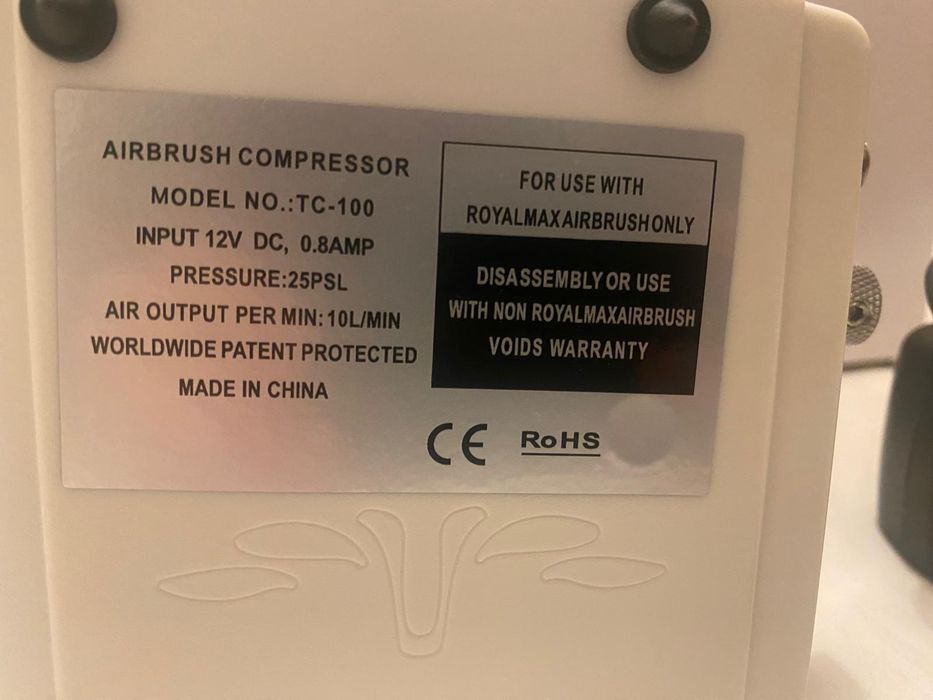 AIRBRUSH COMPRESSOR
MODEL NO.:TC-100
INPUT 12V DC, 0.8AMP
PRESSURE:25PSL
AIR OUTPUT PER MIN:10L/MIN
WORLDWIDE PATENT PROTECTED
MADE IN CHINA
FOR USE WITH
ROYALMAXAIRBRUSH ONLY
DISASSEMBLY OR USE
WITH NON ROYALMAXAIRBRUSH
VOIDS WARRANTY
CE
RoHS